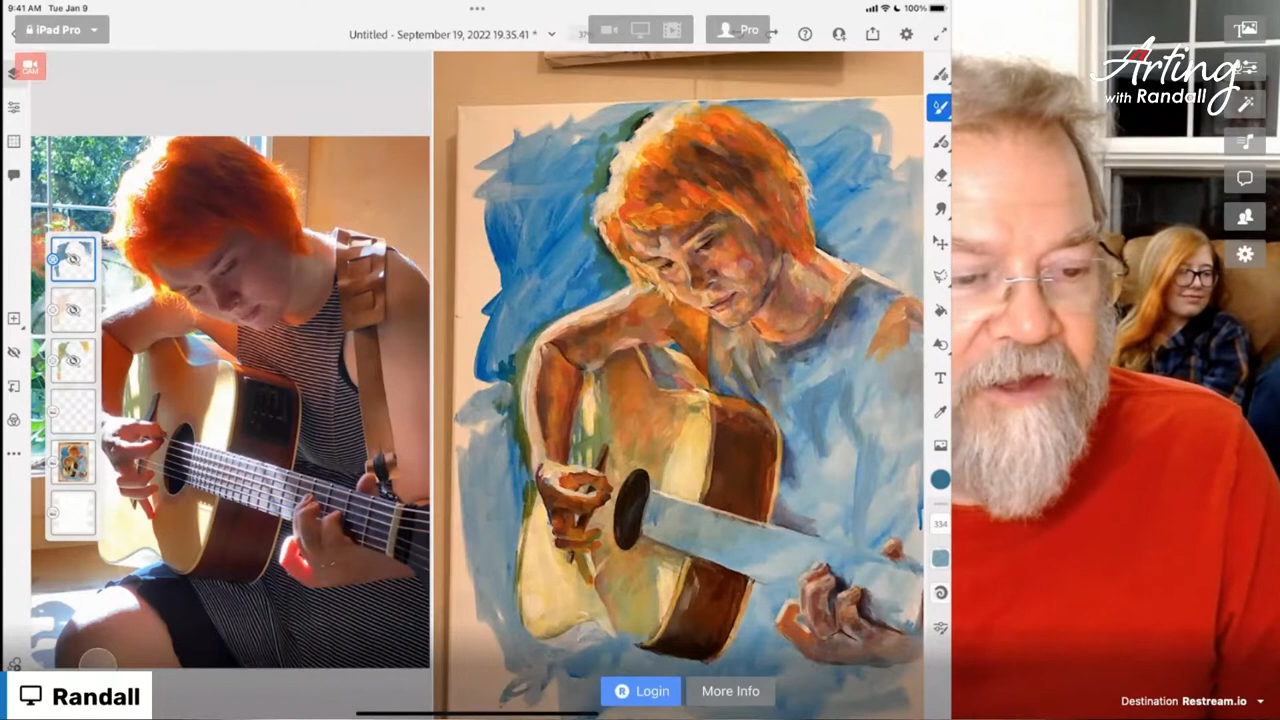 9:41 AM Tue Jan 9
100%
iPad Pro
Untitled - September 19, 2022 19.35.41 *
Pro
CAM
Arting
with Randall
T
334
Randall
R Login
More Info
Destination Restream.io